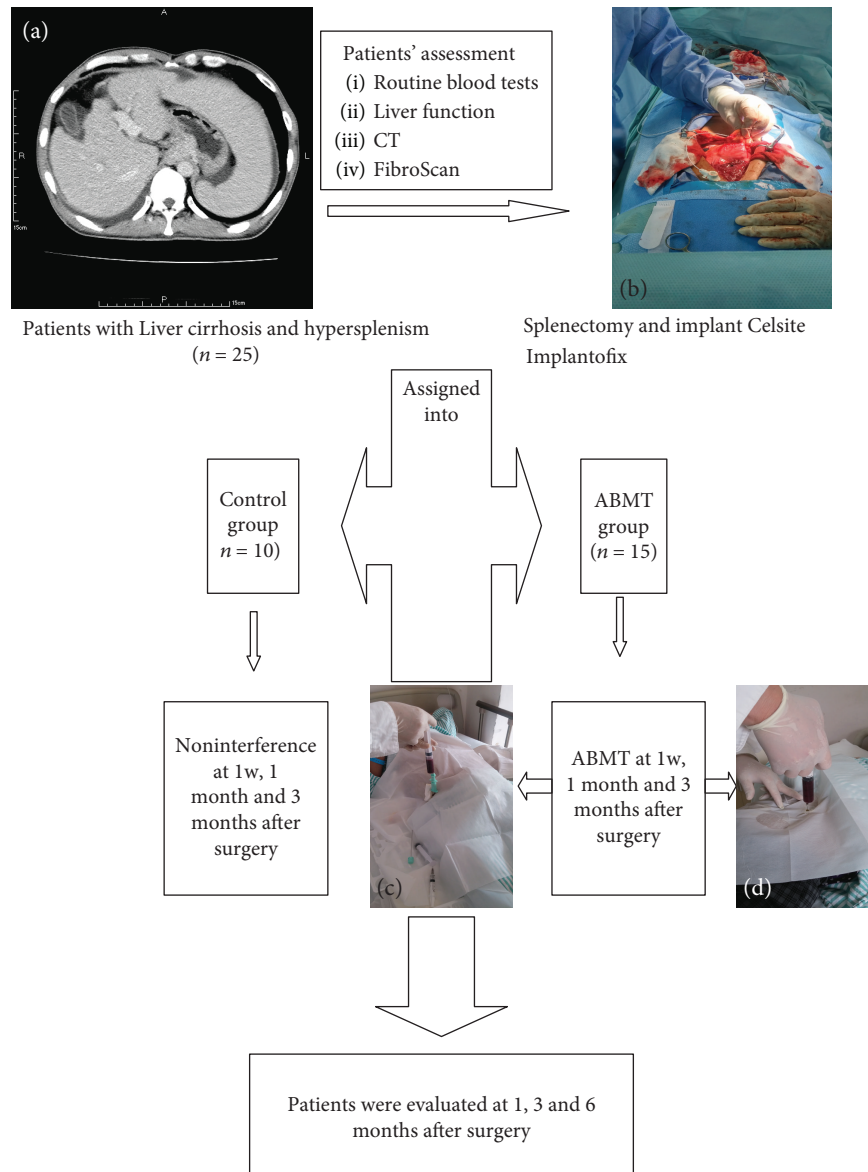 (a)
A
R
L
15cm
P
15cm
Patients' assessment
(i) Routine blood tests
(ii) Liver function
(iii) CT
(iv) FibroScan
(b)
Patients with Liver cirrhosis and hypersplenism
(n = 25)
Splenectomy and implant Celsite
Implantofix
Assigned
into
Control
group
n = 10)
ABMT
group
(n = 15)
Noninterference
at 1w, 1
month and 3
months after
surgery
(c)
ABMT at 1w,
1 month and 3
months after
surgery
(d)
Patients were evaluated at 1, 3 and 6
months after surgery